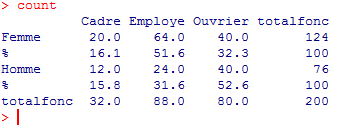 > count
Cadre Employe Ouvrier totalfonc
Femme 20.0 64.0 40.0 124
% 16.1 51.6 32.3 100
Homme 12.0 24.0 40.0 76
% 15.8 31.6 52.6 100
totalfonc 32.0 88.0 80.0 200
> |